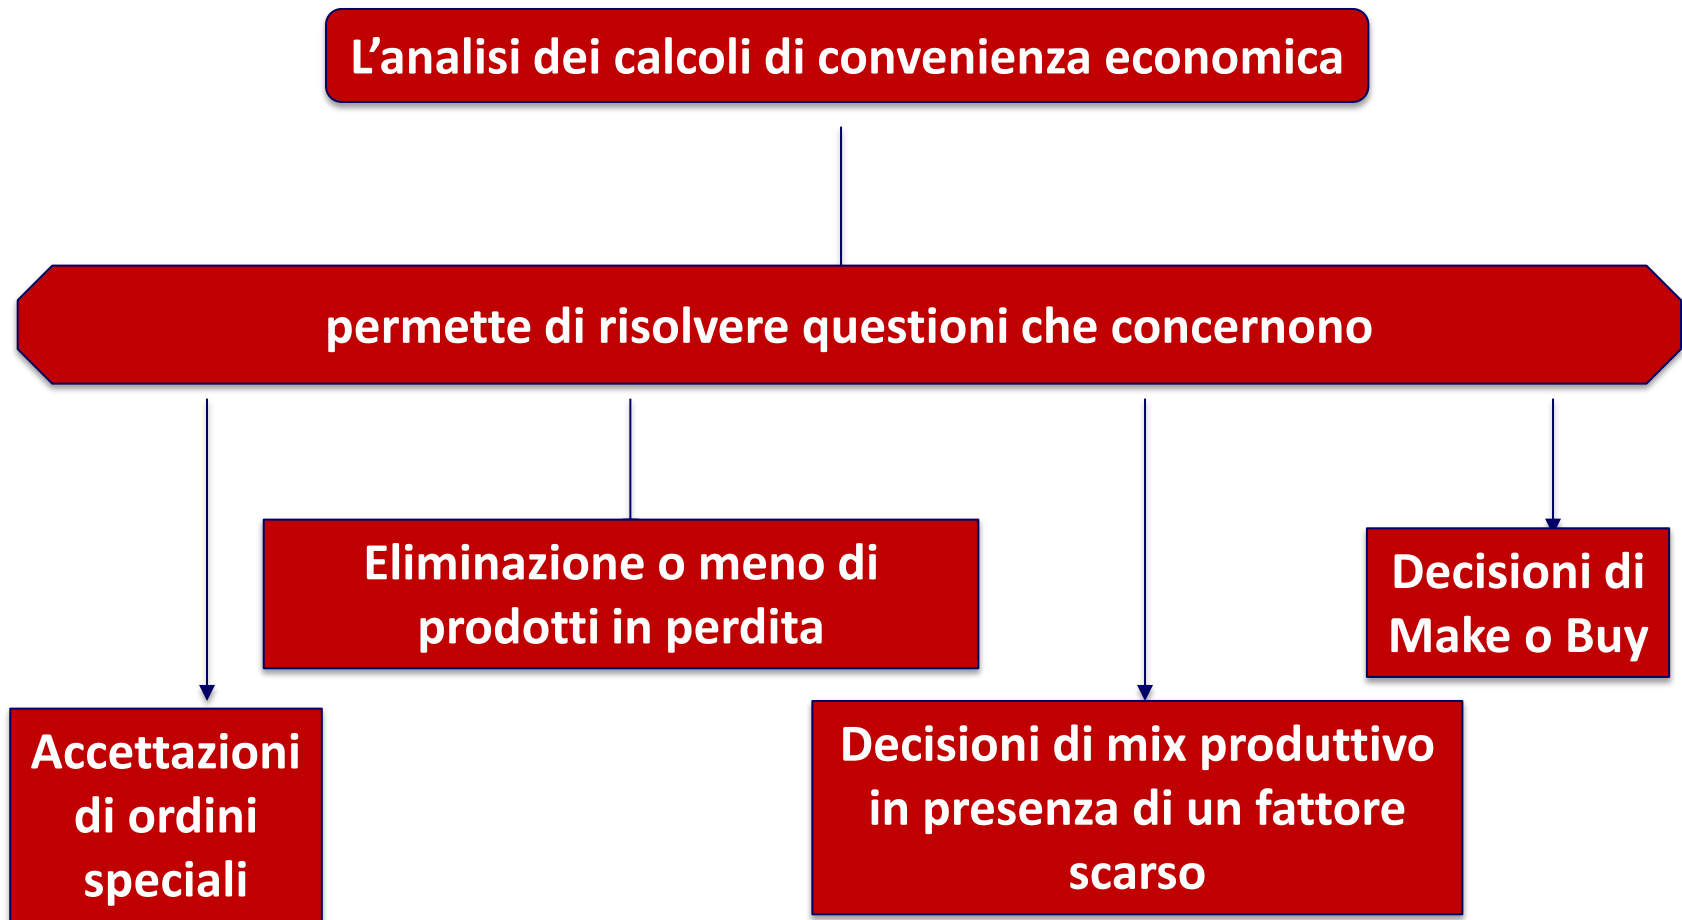 L’analisi dei calcoli di convenienza economica
permette di risolvere questioni che concernono
Eliminazione o meno di
prodotti in perdita
Decisioni di
Make o Buy
Accettazioni
di ordini
speciali
Decisioni di mix produttivo
in presenza di un fattore
scarso